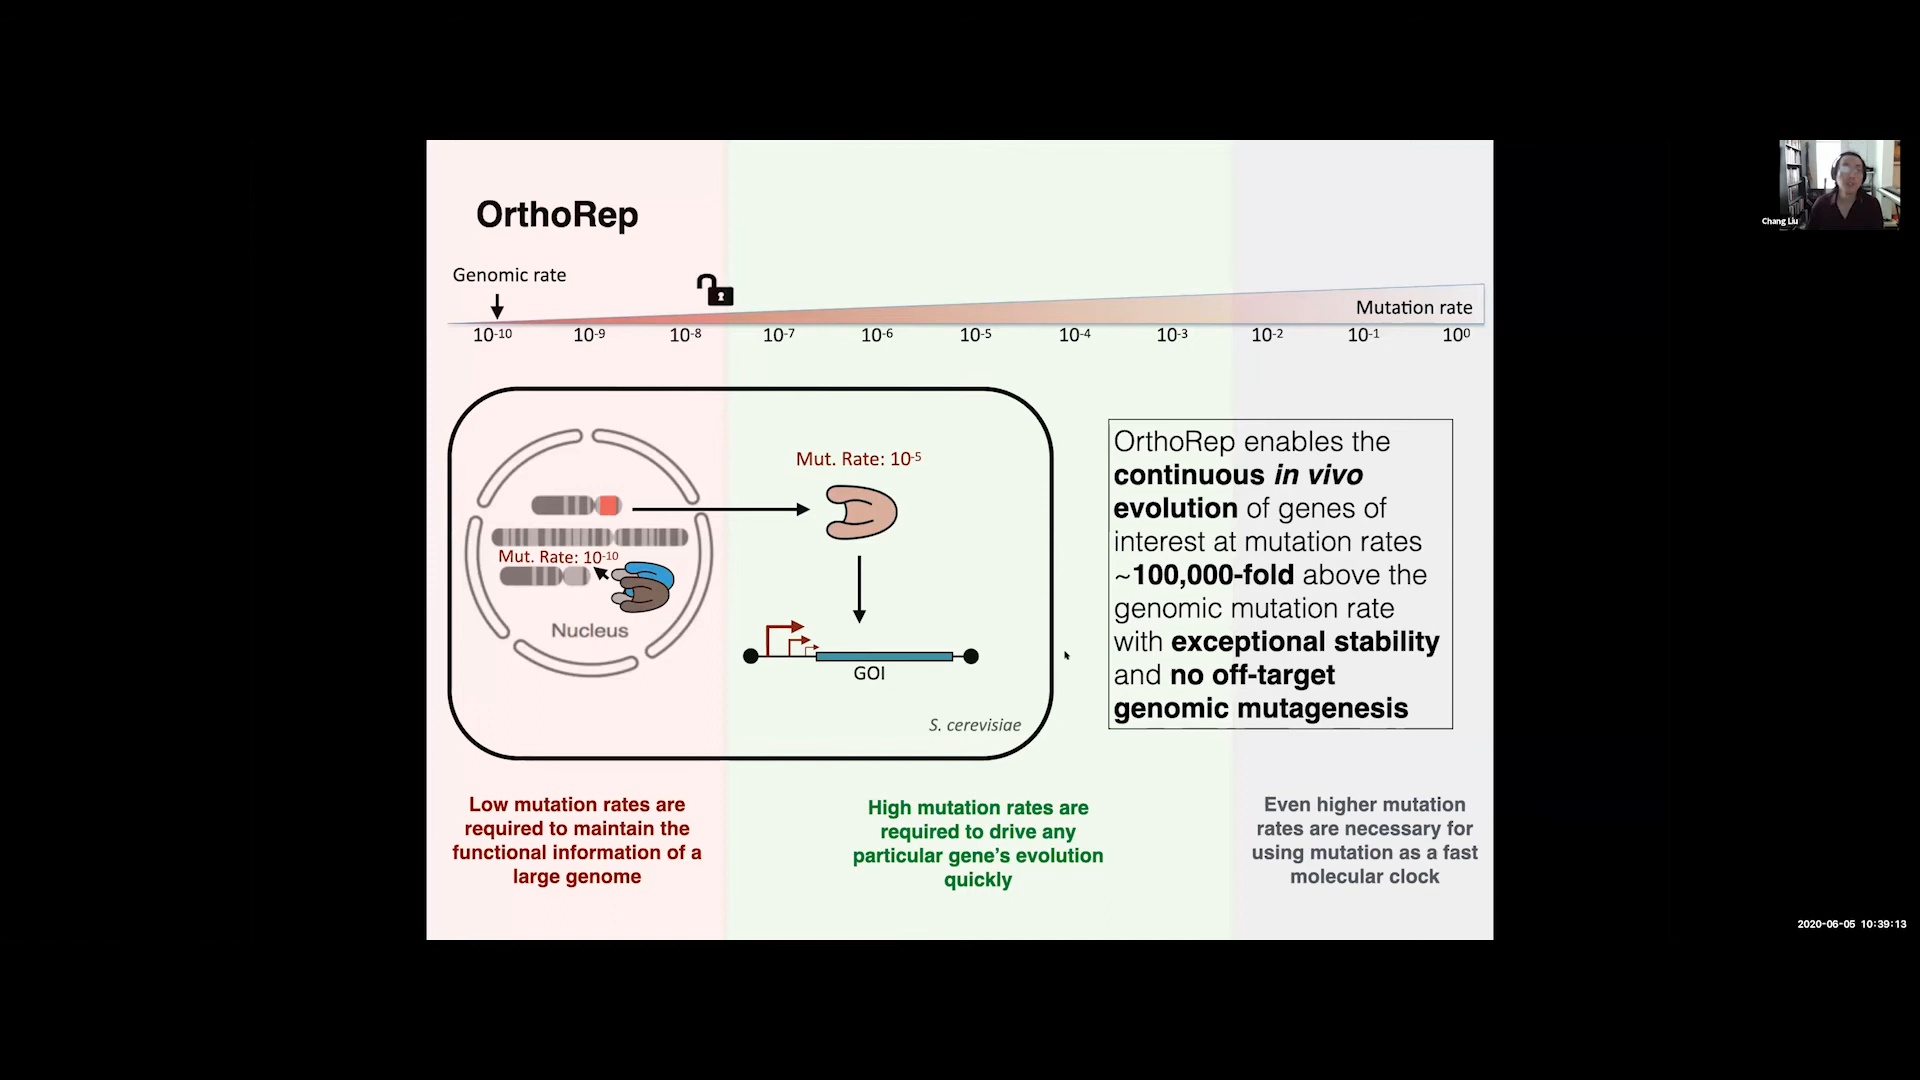 OrthoRep
Genomic rate
Mutation rate
10-10 10-9 10-8 10-7 10-6 10-5 10-4 10-3 10-2 10-1 100
Mut. Rate: 10-5
Mut. Rate: 10-10
Nucleus
GOI
S. cerevisiae
OrthoRep enables the
continuous in vivo
evolution of genes of
interest at mutation rates
~100,000-fold above the
genomic mutation rate
with exceptional stability
and no off-target
genomic mutagenesis
Low mutation rates are
required to maintain the
functional information of a
large genome
High mutation rates are
required to drive any
particular gene's evolution
quickly
Even higher mutation
rates are necessary for
using mutation as a fast
molecular clock
Chang Liu
2020-06-05 10:39:13